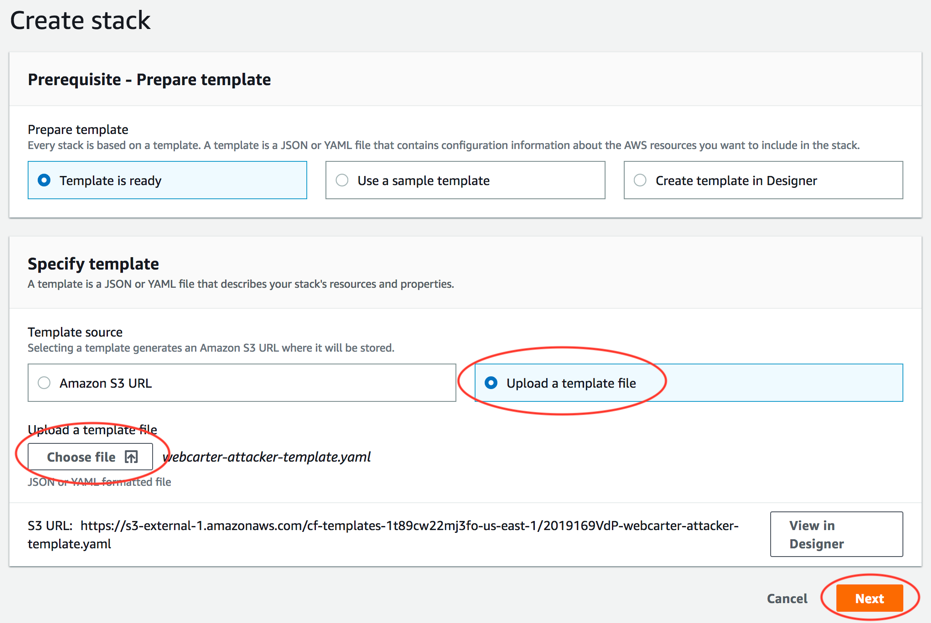 Create stack
Prerequisite - Prepare template
Prepare template
Every stack is based on a template. A template is a JSON or YAML file that contains configuration information about the AWS resources you want to include in the stack.
Template is ready
Use a sample template
Create template in Designer
Specify template
A template is a JSON or YAML file that describes your stack's resources and properties.
Template source
Selecting a template generates an Amazon S3 URL where it will be stored.
Amazon S3 URL
Upload a template file
Upload a template file
Choose file
webcarter-attacker-template.yaml
JSON or YAML formatted file
S3 URL: https://s3-external-1.amazonaws.com/cf-templates-1t89cw22mj3fo-us-east-1/2019169VdP-webcarter-attacker-
template.yaml
View in
Designer
Cancel
Next